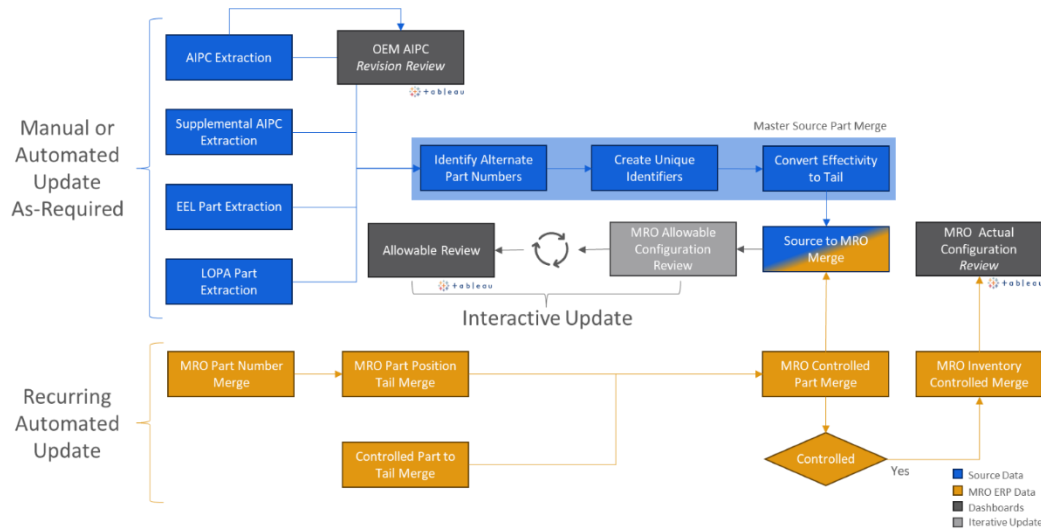 AIPC Extraction
OEM AIPC
Revision Review
+ a b l e a u
Manual or
Automated
Update
As-Required
Supplemental AIPC
Extraction
Master Source Part Merge
Identify Alternate
Part Numbers
Create Unique
Identifiers
Convert Effectivity
to Tail
EEL Part Extraction
Allowable Review
MRO Allowable
Configuration
Review
Source to MRO
Merge
MRO Actual
Configuration
Review
LOPA Part
Extraction
+ a b l e a u
+ a b l e a u
Interactive Update
Recurring
Automated
Update
MRO Part Number
Merge
MRO Part Position
Tail Merge
MRO Controlled
Part Merge
MRO Inventory
Controlled Merge
Controlled Part to
Tail Merge
Controlled
Yes
Source Data
MRO ERP Data
Dashboards
Iterative Update